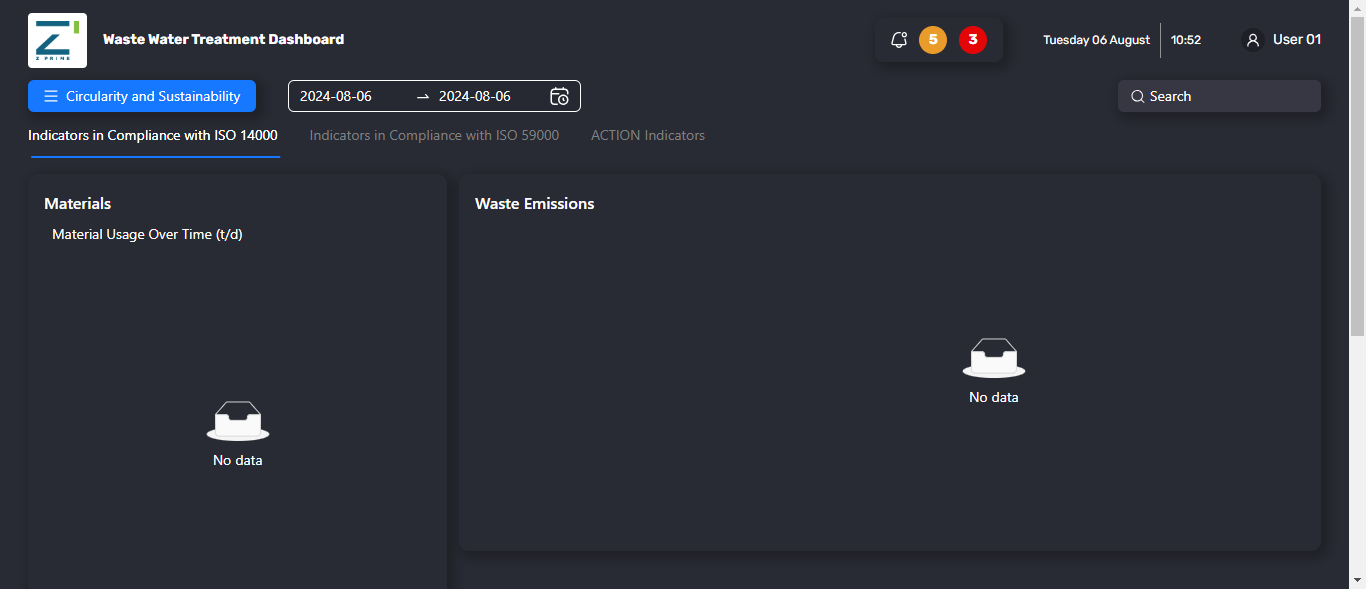 Z PRIME
Waste Water Treatment Dashboard
5
3
Tuesday 06 August
10:52
User 01
Circularity and Sustainability
2024-08-06
2024-08-06
Search
Indicators in Compliance with ISO 14000
Indicators in Compliance with ISO 59000
ACTION Indicators
Materials
Material Usage Over Time (t/d)
No data
Waste Emissions
No data